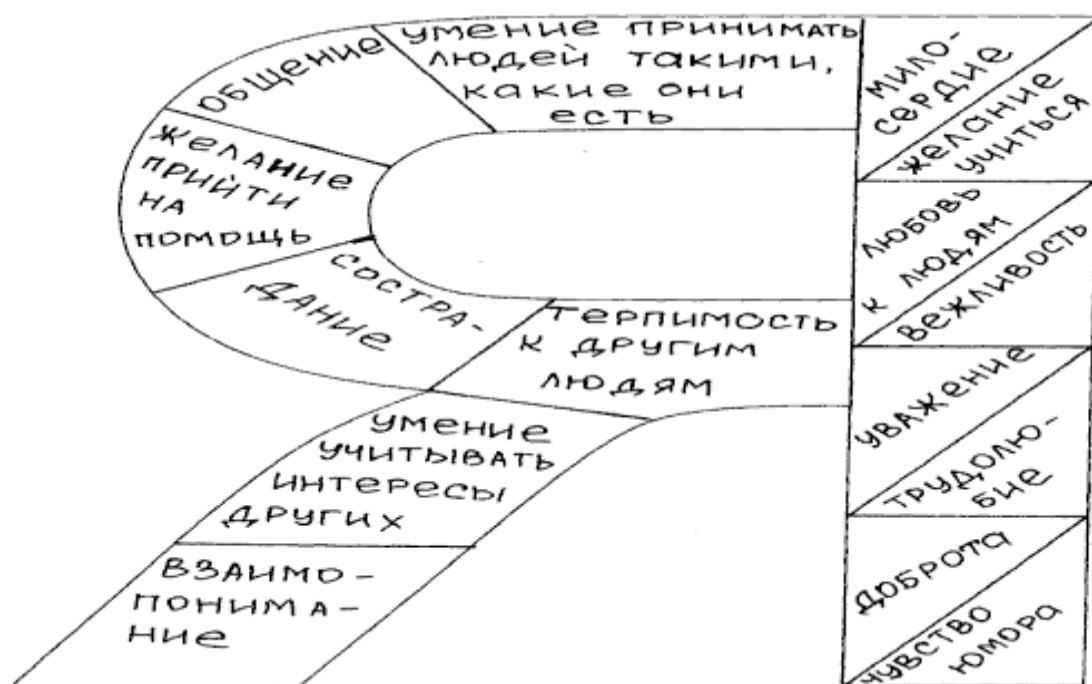 общение
умение принимать
людей такими,
какие они
есть
желание
прийти
на
помощь
состра-
дание
терпимость
к другим
людям
умение
учитывать
интересы
других
взаимо-
понима-
ние
мило-
сердие
желание
учиться
любовь
к людям
вежливость
уважение
трудолю-
бие
доброта
чувство
юмора